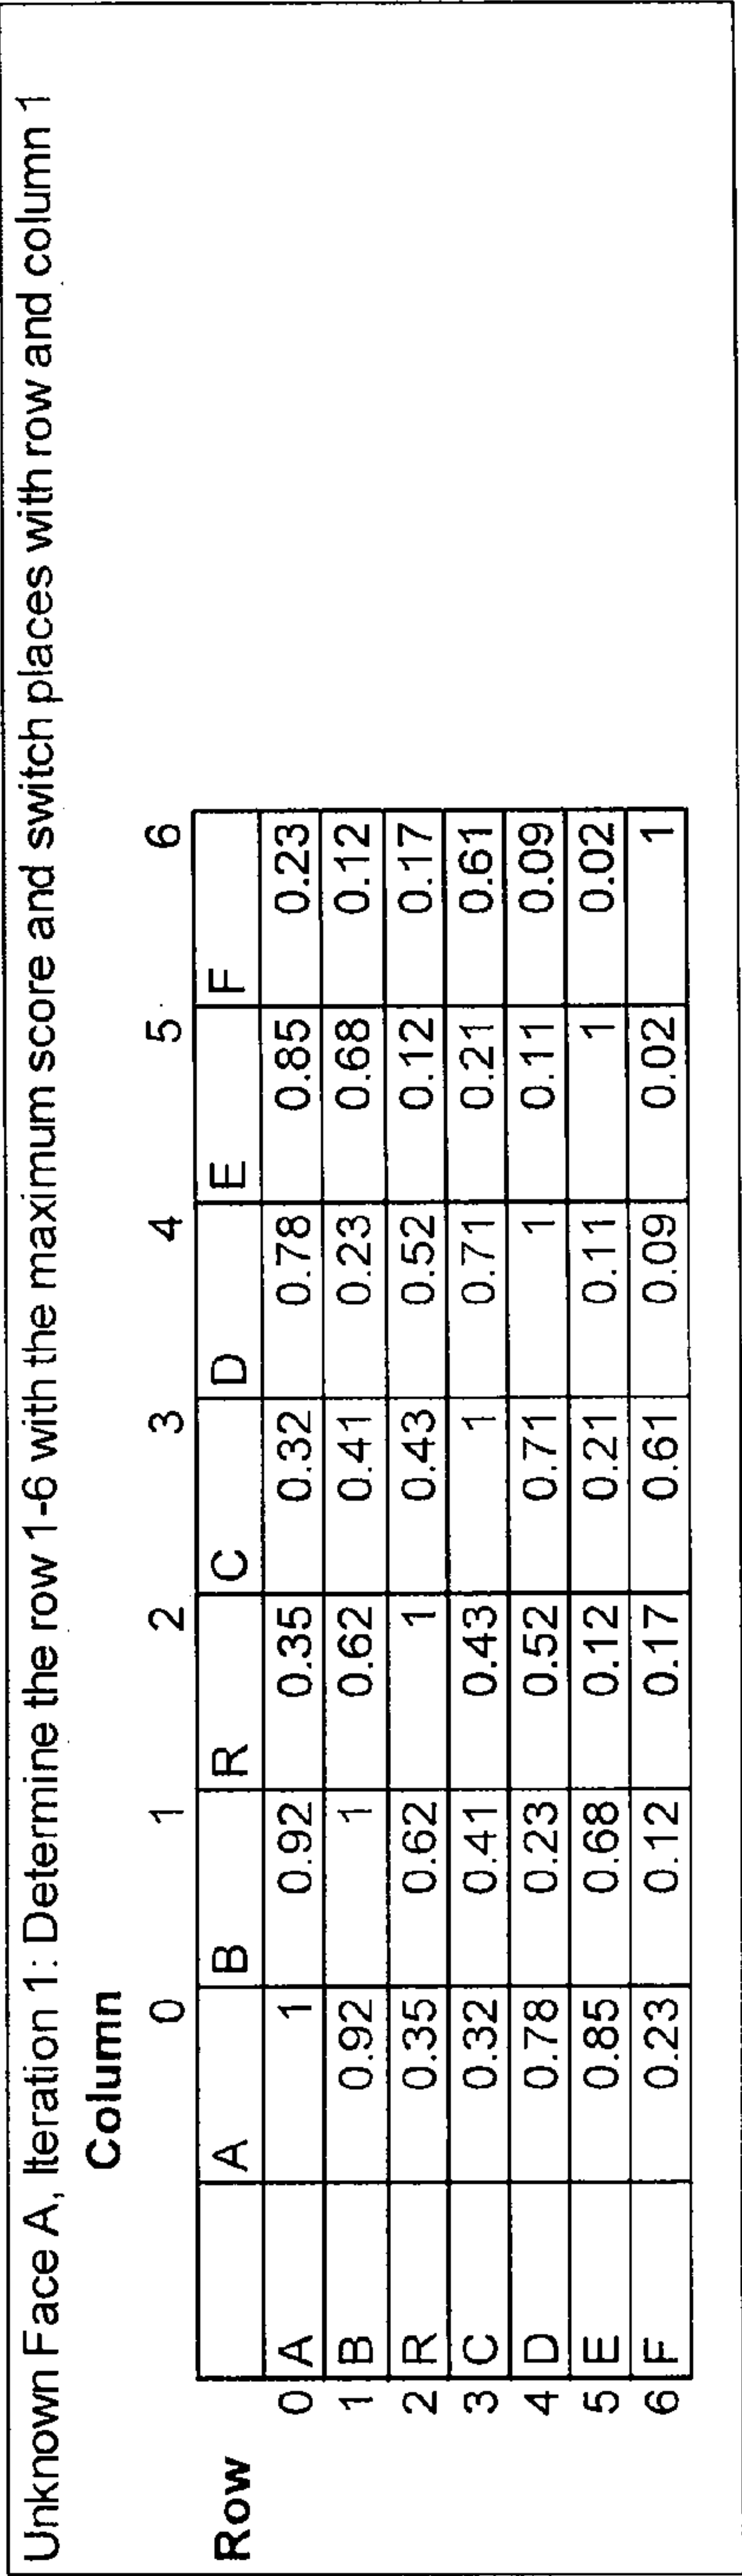 Unknown Face A, Iteration 1: Determine the row 1-6 with the maximum score and switch places with row and column 1
Column
0 1 2 3 4 5 6
Row A B R C D E F
0 A 1 0.92 0.35 0.32 0.78 0.85 0.23
1 B 0.92 1 0.62 0.41 0.23 0.68 0.12
2 R 0.35 0.62 1 0.43 0.52 0.12 0.17
3 C 0.32 0.41 0.43 1 0.71 0.21 0.61
4 D 0.78 0.23 0.52 0.71 1 0.11 0.09
5 E 0.85 0.68 0.12 0.21 0.11 1 0.02
6 F 0.23 0.12 0.17 0.61 0.09 0.02 1